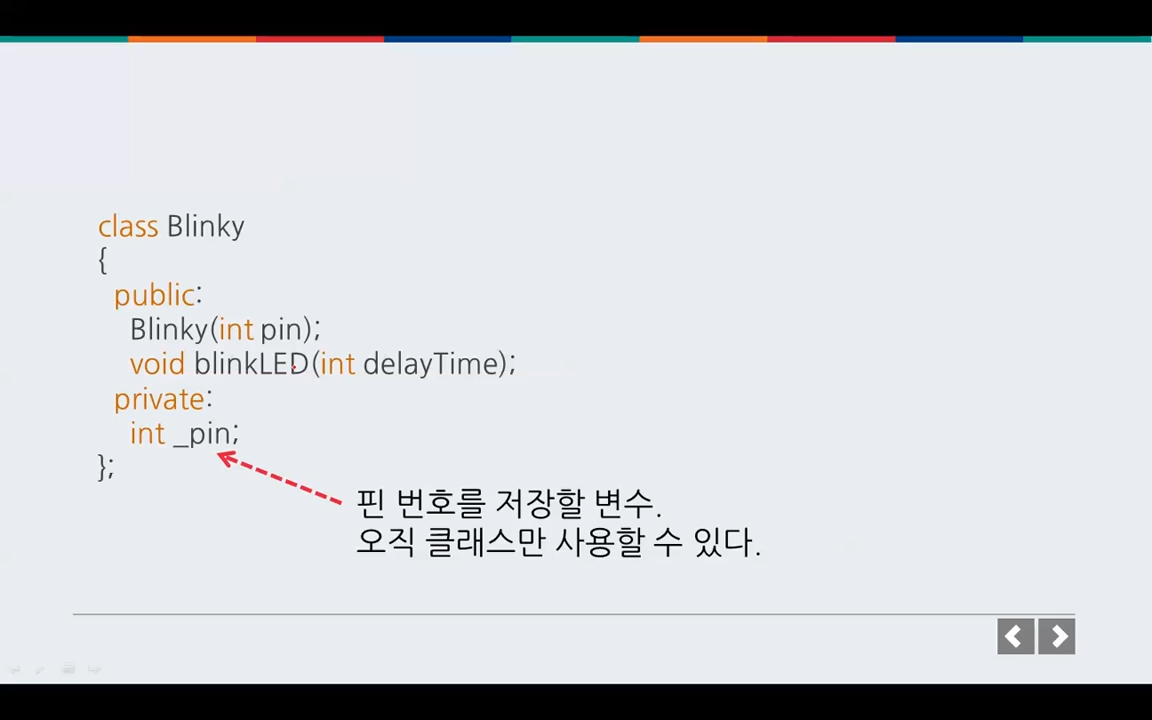 class Blinky
{
public:
Blinky(int pin);
void blinkLED(int delayTime);
private:
int _pin;
};
핀 번호를 저장할 변수.
오직 클래스만 사용할 수 있다.